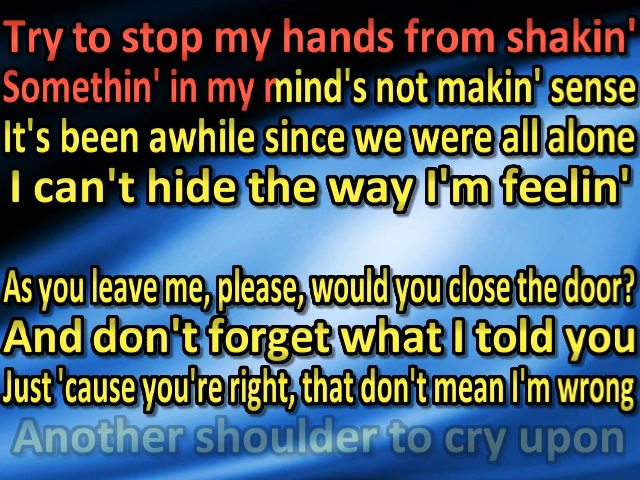 Try to stop my hands from shakin'
Somethin' in my mind's not makin' sense
It's been awhile since we were all alone
I can't hide the way I'm feelin'
As you leave me, please, would you close the door?
And don't forget what I told you
Just 'cause you're right, that don't mean I'm wrong
Another shoulder to cry upon